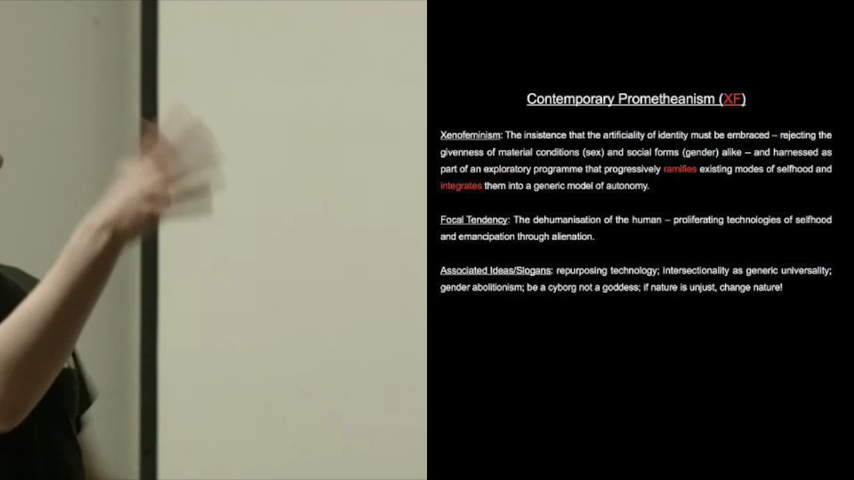 Contemporary Prometheanism (XF)
Xenofeminism: The insistence that the artificiality of identity must be embraced – rejecting the
givenness of material conditions (sex) and social forms (gender) alike – and harnessed as
part of an exploratory programme that progressively ramifies existing modes of selfhood and
integrates them into a generic model of autonomy.
Focal Tendency: The dehumanisation of the human – proliferating technologies of selfhood
and emancipation through alienation.
Associated Ideas/Slogans: repurposing technology; intersectionality as generic universality;
gender abolitionism; be a cyborg not a goddess; if nature is unjust, change nature!